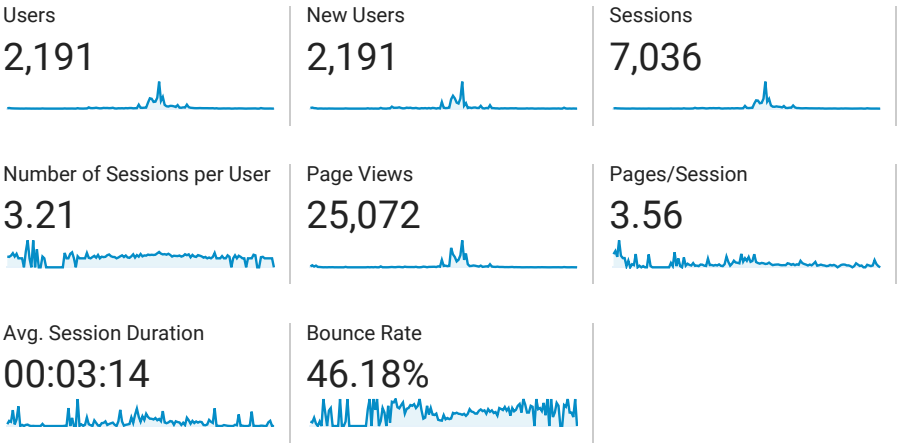 Users
2,191
New Users
2,191
Sessions
7,036
Number of Sessions per User
3.21
Page Views
25,072
Pages/Session
3.56
Avg. Session Duration
00:03:14
Bounce Rate
46.18%